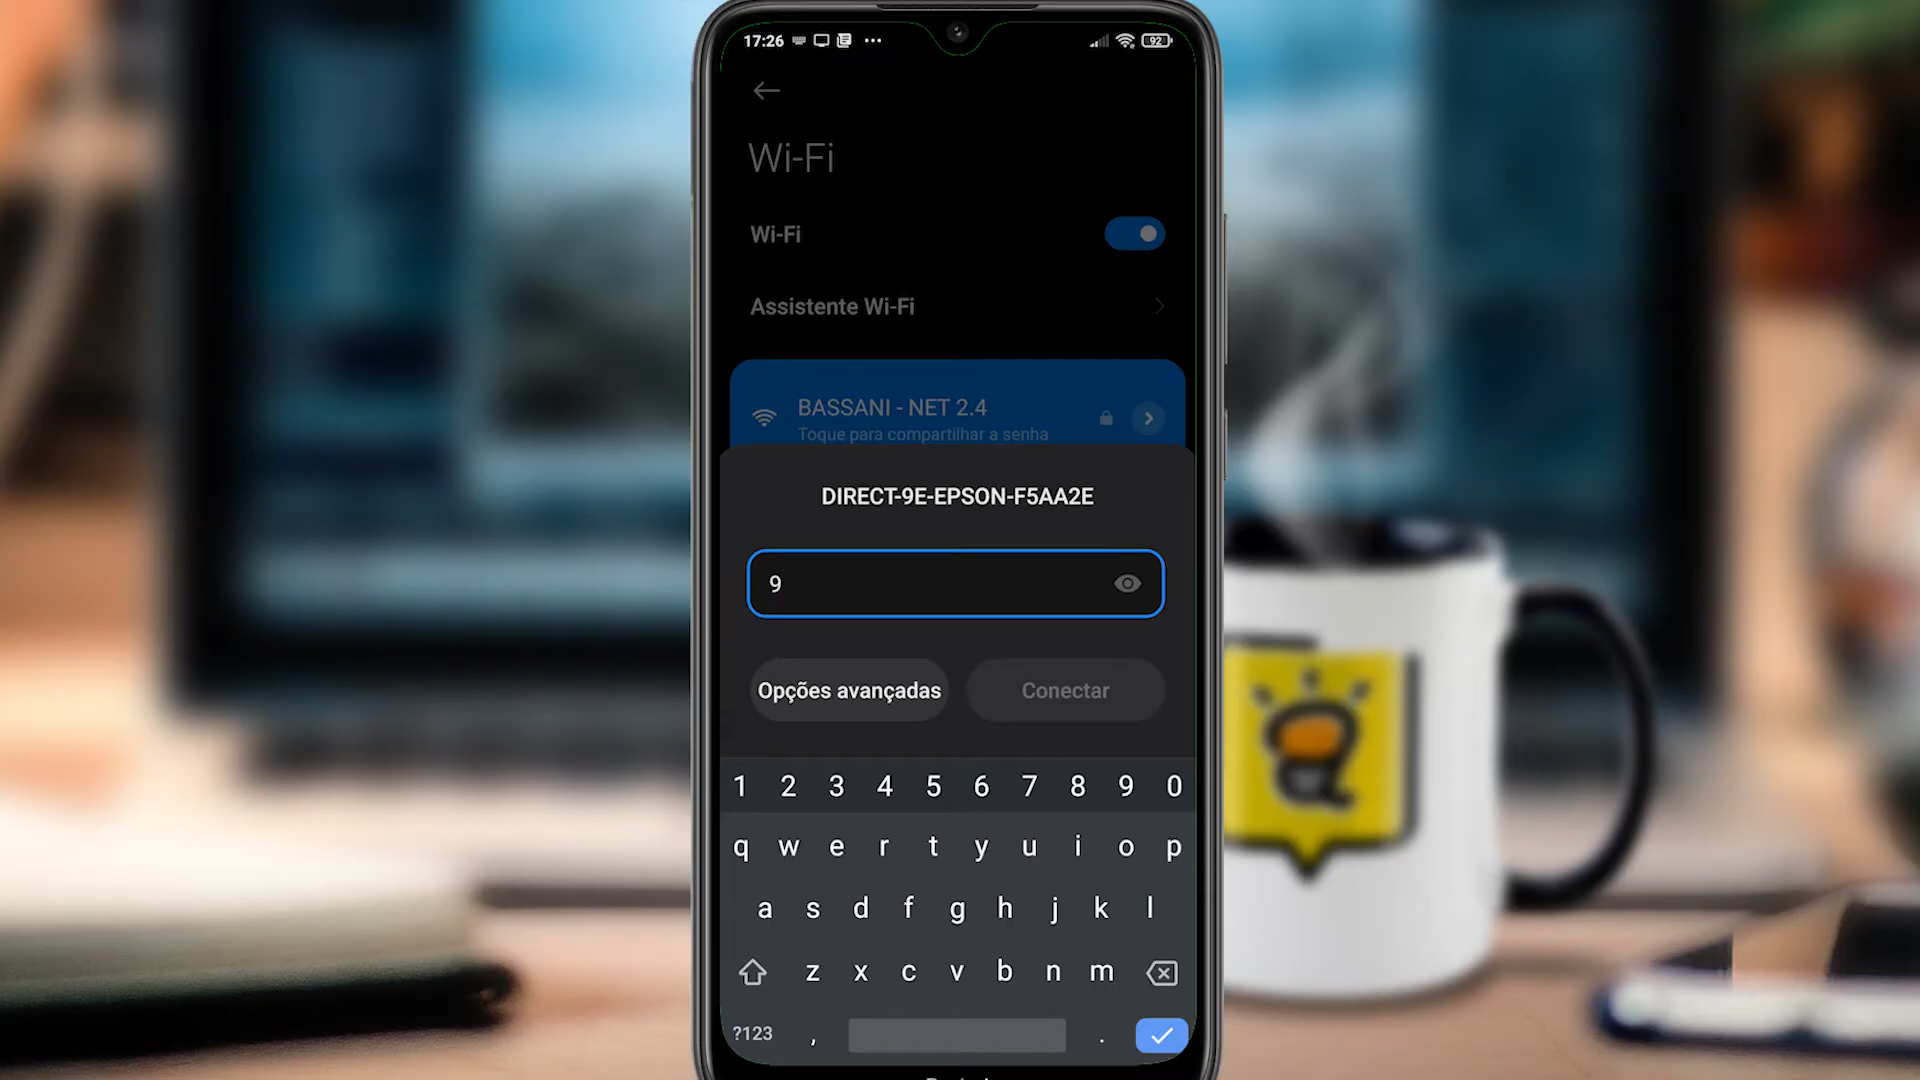 17:26
92
Wi-Fi
Wi-Fi
Assistente Wi-Fi
BASSANI - NET 2.4
Toque para compartilhar a senha
DIRECT-9E-EPSON-F5AA2E
9
Opções avançadas
Conectar
1 2 3 4 5 6 7 8 9 0
q w e r t y u i o p
a s d f g h j k l
z x c v b n m
?123 , .